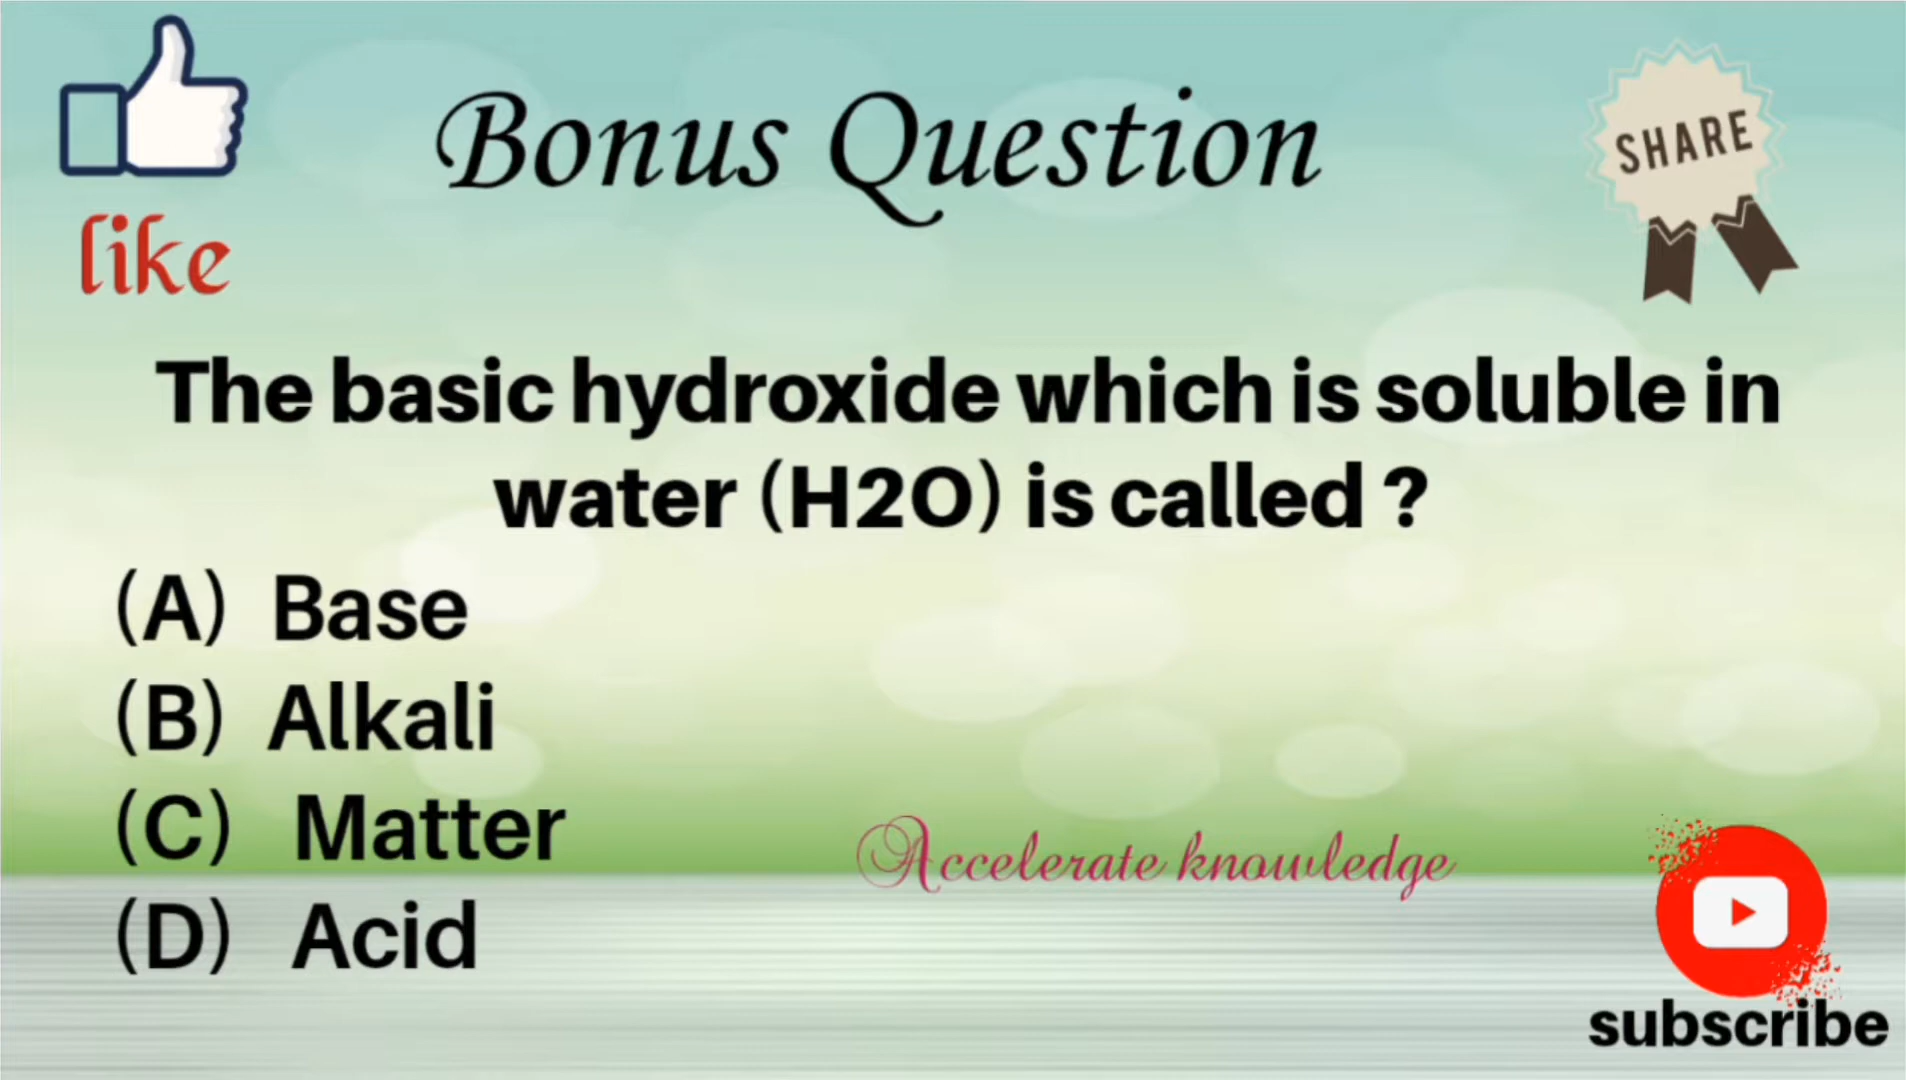 Bonus Question
SHARE
like
The basic hydroxide which is soluble in
water (H2O) is called ?
(A) Base
(B) Alkali
(C) Matter
(D) Acid
Accelerate knowledge
subscribe